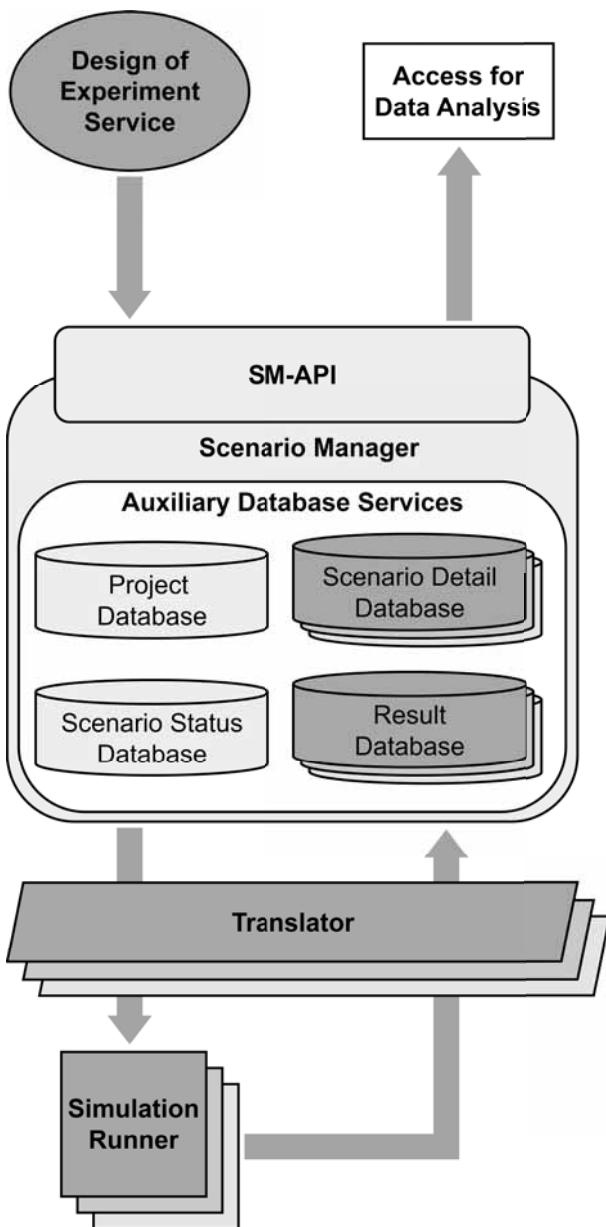 Design of
Experiment
Service
Access for
Data Analysis
SM-API
Scenario Manager
Auxiliary Database Services
Project
Database
Scenario Detail
Database
Scenario Status
Database
Result
Database
Translator
Simulation
Runner